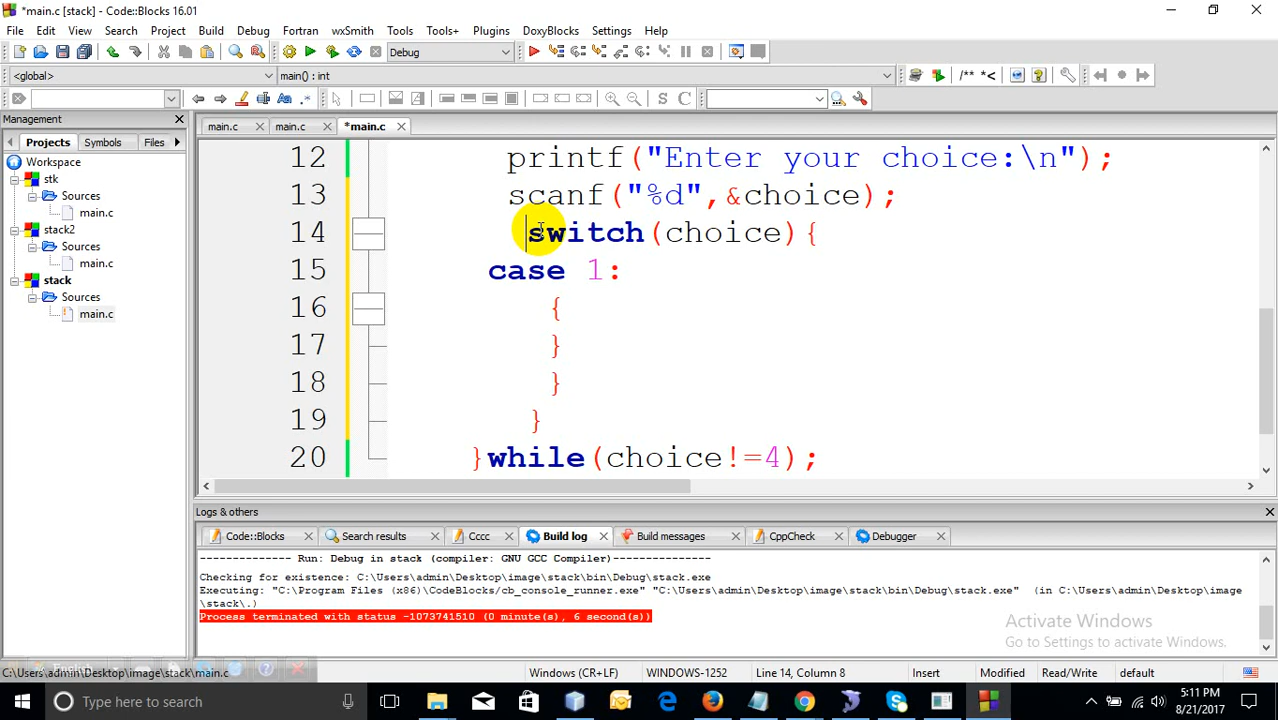 *main.c [stack] - Code::Blocks 16.01
File Edit View Search Project Build Debug Fortran wxSmith Tools Tools+ Plugins DoxyBlocks Settings Help
Debug
<global>
main() : int
/** *<
S C
Management
Projects Symbols Files
main.c main.c *main.c
Workspace
stk
Sources
main.c
stack2
Sources
main.c
stack
Sources
main.c
12 printf("Enter your choice:\n");
13 scanf("%d",&choice);
14 switch(choice){
15 case 1:
16 {
17 }
18 }
19 }
20 }while(choice!=4);
Logs & others
Code::Blocks Search results Cccc Build log Build messages CppCheck Debugger
-------------- Run: Debug in stack (compiler: GNU GCC Compiler)---------------
Checking for existence: C:\Users\admin\Desktop\image\stack\bin\Debug\stack.exe
Executing: "C:\Program Files (x86)\CodeBlocks/cb_console_runner.exe" "C:\Users\admin\Desktop\image\stack\bin\Debug\stack.exe" (in C:\Users\admin\Desktop\image
\stack\.)
Process terminated with status -1073741510 (0 minute(s), 6 second(s))
Activate Windows
Go to Settings to activate Windows.
C:\Users\admin\Desktop\image\stack\main.c
Windows (CR+LF) WINDOWS-1252 Line 14, Column 8 Insert Modified Read/Write default
Type here to search
5:11 PM
8/21/2017